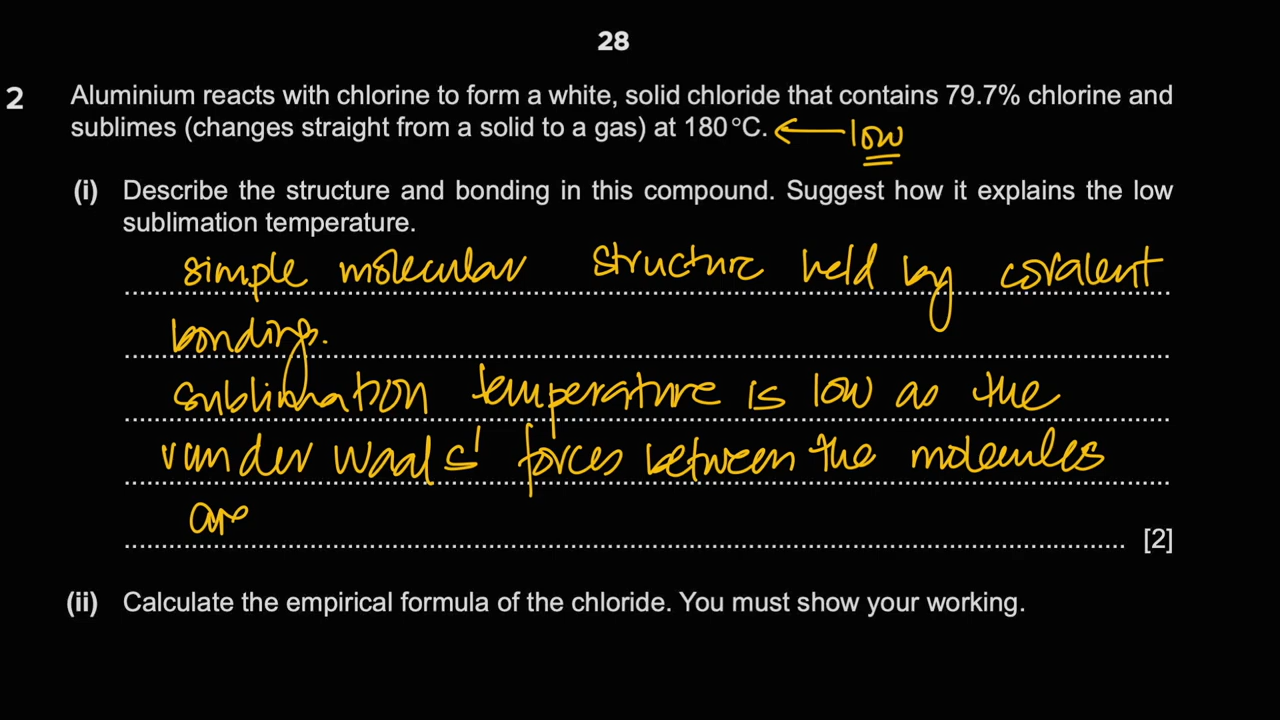 28
2 Aluminium reacts with chlorine to form a white, solid chloride that contains 79.7% chlorine and
sublimes (changes straight from a solid to a gas) at 180°C. ← low
(i) Describe the structure and bonding in this compound. Suggest how it explains the low
sublimation temperature.
simple molecular structure held by covalent
bondings.
sublimation temperature is low as the
van der waals' forces between the molecules
are
[2]
(ii) Calculate the empirical formula of the chloride. You must show your working.